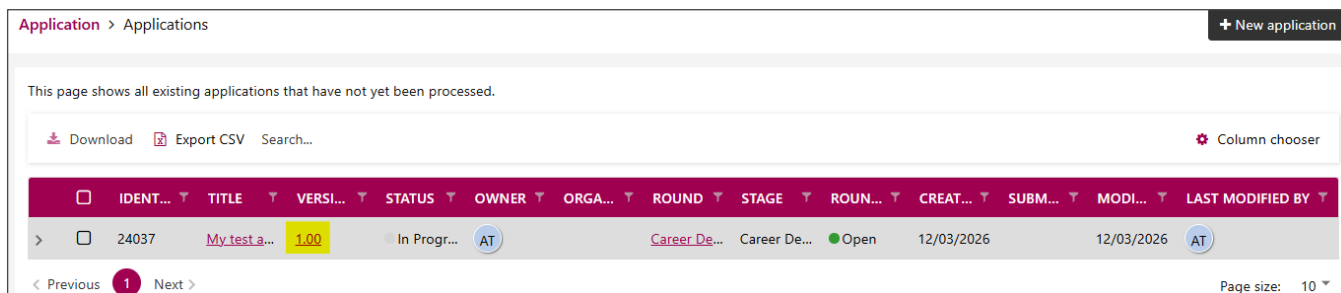 Application > Applications
+ New application
This page shows all existing applications that have not yet been processed.
Download Export CSV Search... Column chooser
IDENT... TITLE VERSI... STATUS OWNER ORGA... ROUND STAGE ROUN... CREAT... SUBM... MODI... LAST MODIFIED BY
> 24037 My test a... 1.00 In Progr... AT Career De... Career De... Open 12/03/2026 12/03/2026 AT
< Previous 1 Next > Page size: 10